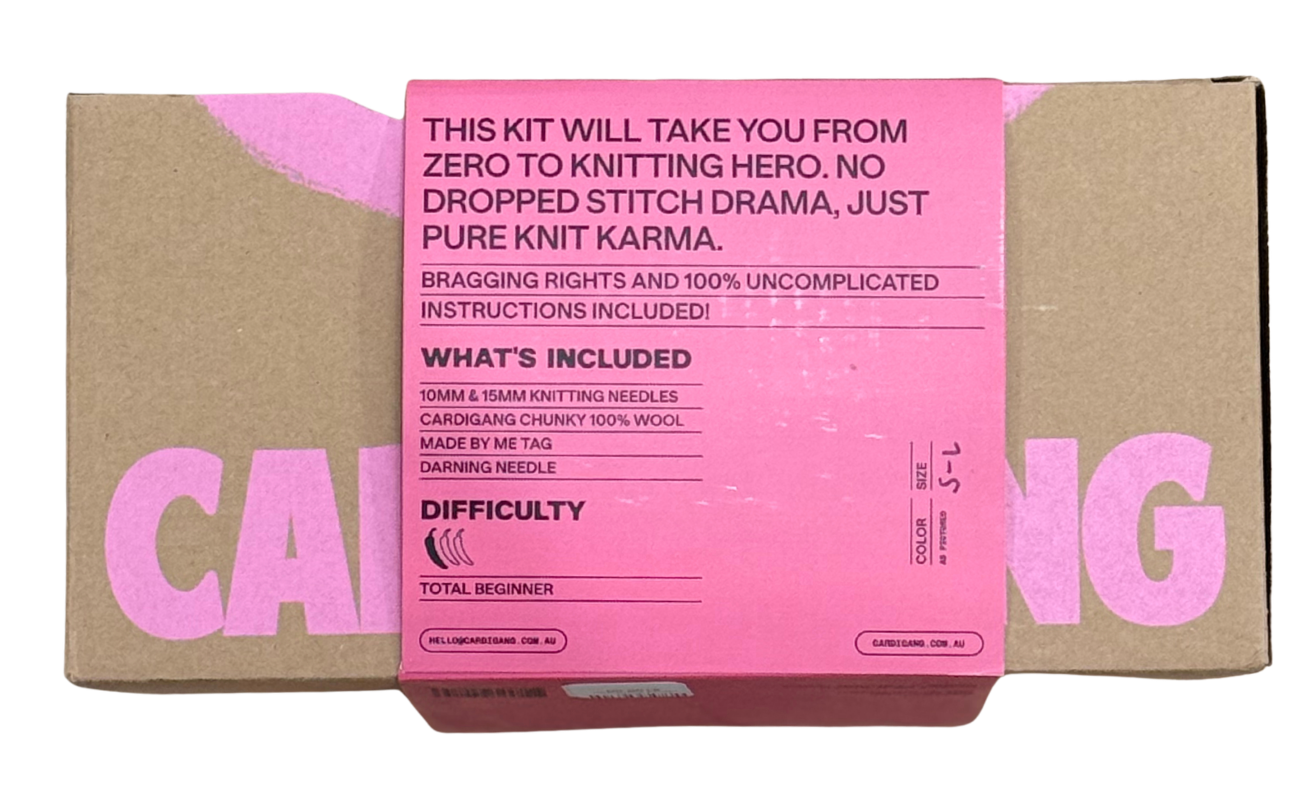 THIS KIT WILL TAKE YOU FROM
ZERO TO KNITTING HERO. NO
DROPPED STITCH DRAMA, JUST
PURE KNIT KARMA.
BRAGGING RIGHTS AND 100% UNCOMPLICATED
INSTRUCTIONS INCLUDED!
WHAT'S INCLUDED
10MM & 15MM KNITTING NEEDLES
CARDIGANG CHUNKY 100% WOOL
MADE BY ME TAG
DARNING NEEDLE
DIFFICULTY
TOTAL BEGINNER
HELLO@CARDIGANG.COM.AU
CARDIGANG.COM.AU
SIZE
S-L
COLOR
AS PICTURED
CA
NG